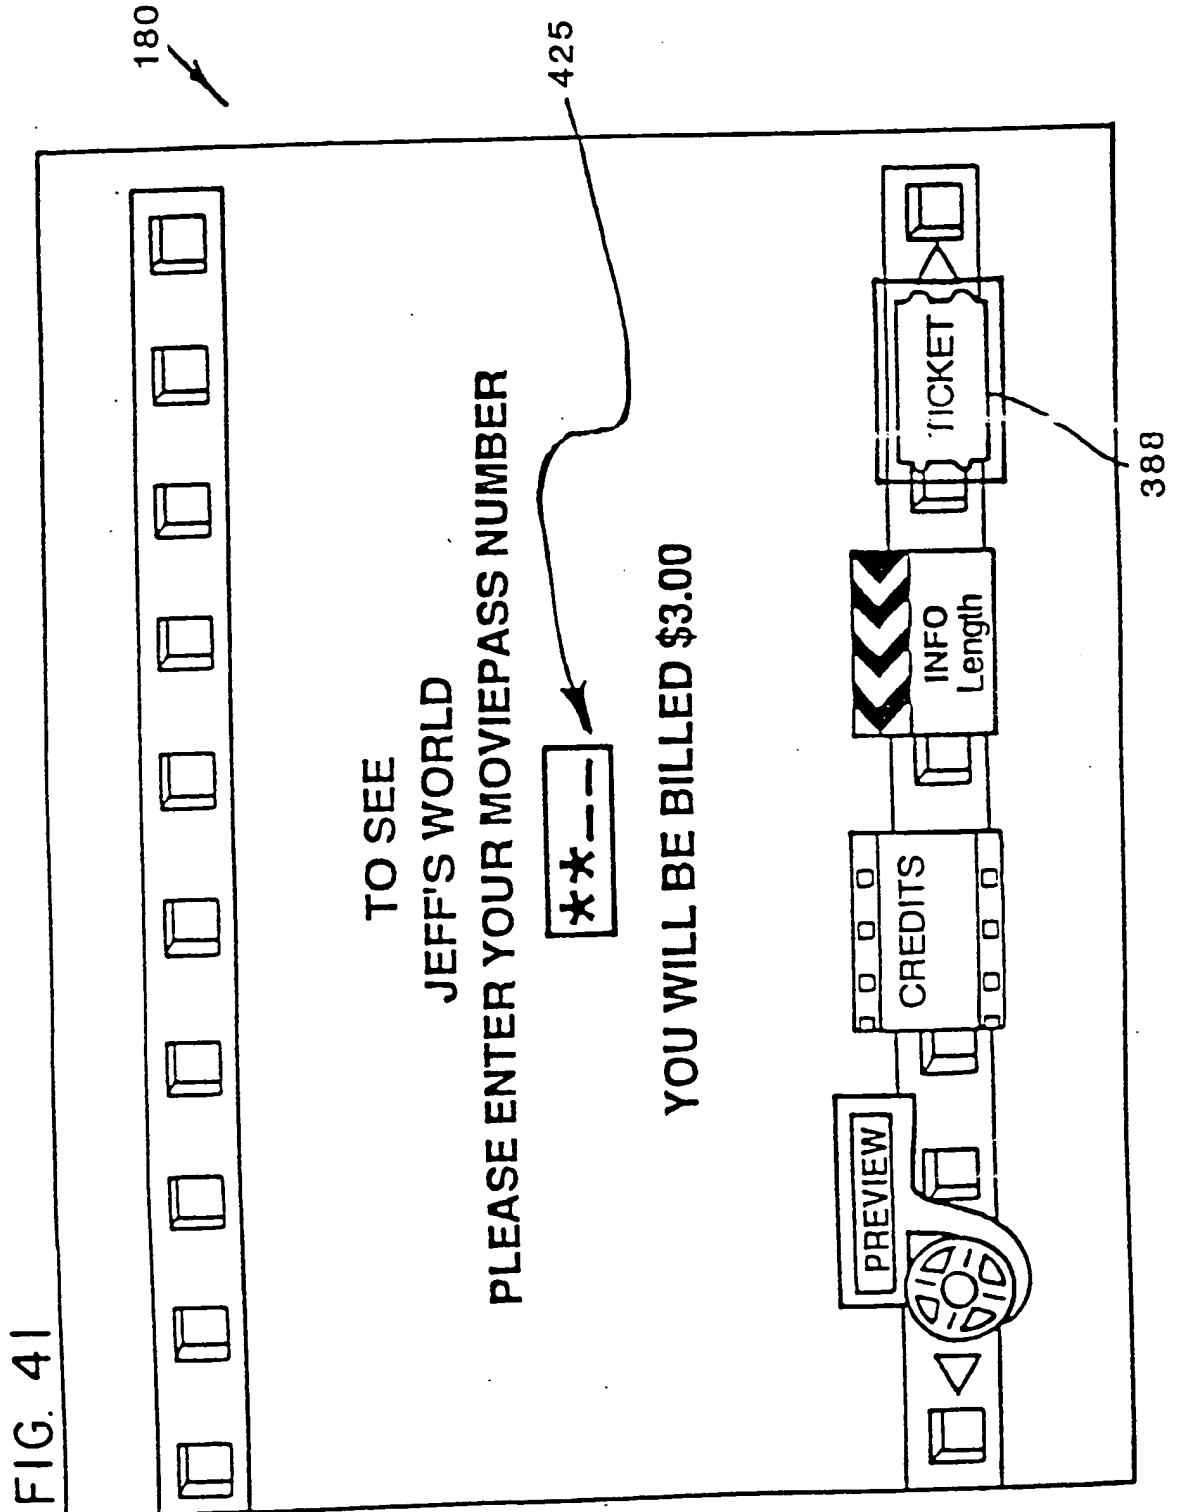 FIG. 41
180
TO SEE
JEFF'S WORLD
PLEASE ENTER YOUR MOVIEPASS NUMBER
**__
425
YOU WILL BE BILLED $3.00
PREVIEW
CREDITS
INFO
Length
TICKET
388